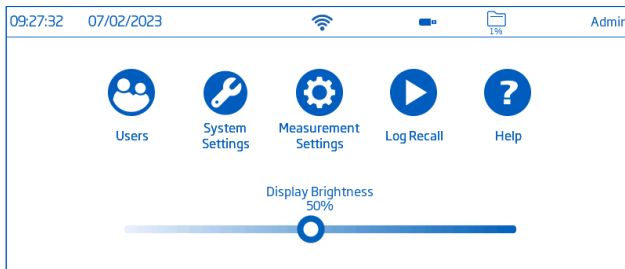 09:27:32 07/02/2023 1% Admin
?
Users System Settings Measurement Settings Log Recall Help
Display Brightness
50%